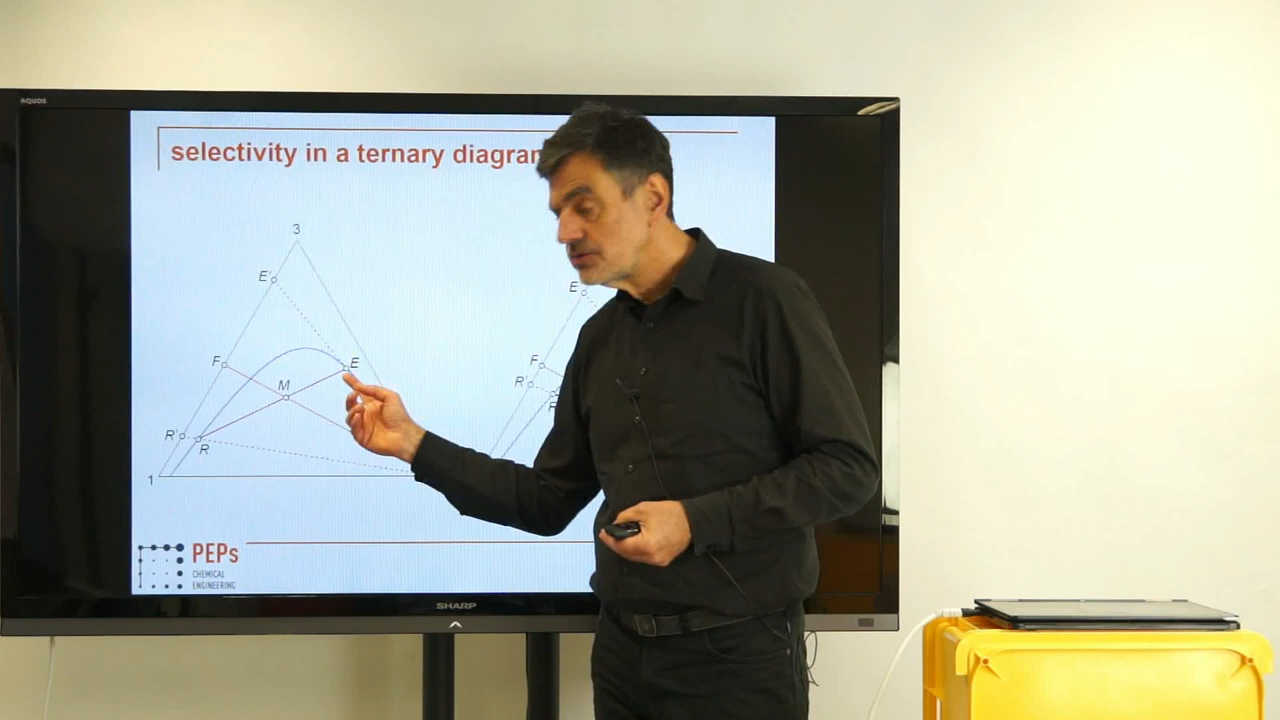 AQUOS
selectivity in a ternary diagram
3
E'
E
F
F
E
M
R'
R'
R
1
PEPs
CHEMICAL
ENGINEERING
SHARP